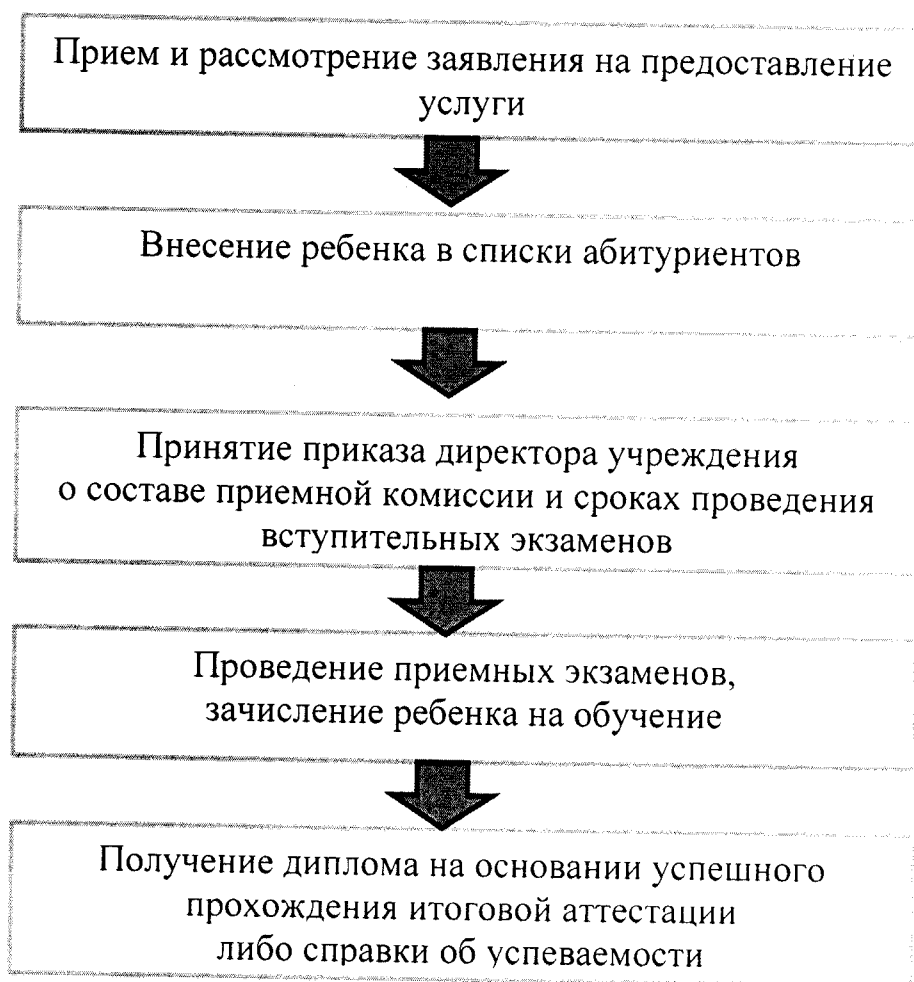 Прием и рассмотрение заявления на предоставление
услуги
Внесение ребенка в списки абитуриентов
Принятие приказа директора учреждения
о составе приемной комиссии и сроках проведения
вступительных экзаменов
Проведение приемных экзаменов,
зачисление ребенка на обучение
Получение диплома на основании успешного
прохождения итоговой аттестации
либо справки об успеваемости